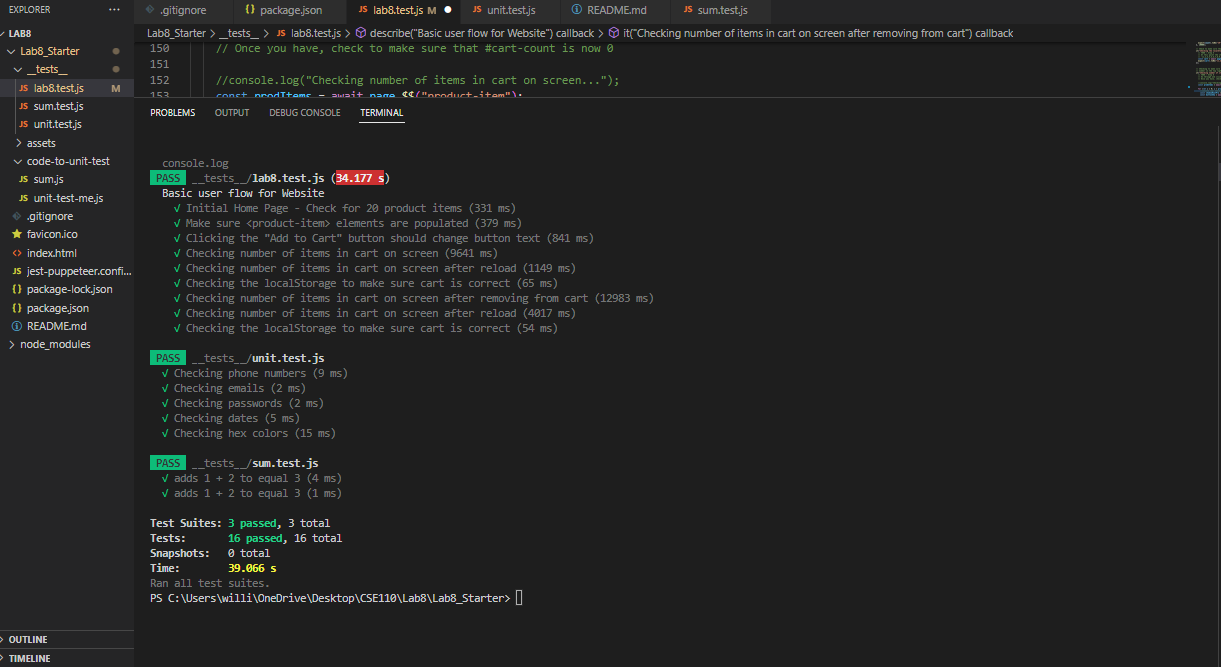 EXPLORER ···
.gitignore {} package.json JS lab8.test.js M JS unit.test.js README.md JS sum.test.js
LAB8
Lab8_Starter
__tests__
JS lab8.test.js M
JS sum.test.js
JS unit.test.js
assets
code-to-unit-test
JS sum.js
JS unit-test-me.js
.gitignore
favicon.ico
<> index.html
JS jest-puppeteer.confi...
{} package-lock.json
{} package.json
README.md
node_modules
OUTLINE
TIMELINE
Lab8_Starter > __tests__ > JS lab8.test.js > describe("Basic user flow for Website") callback > it("Checking number of items in cart on screen after removing from cart") callback
150 // Once you have, check to make sure that #cart-count is now 0
151
152 //console.log("Checking number of items in cart on screen...");
153 const prodItems = await page.$$("product-item");
PROBLEMS OUTPUT DEBUG CONSOLE TERMINAL
console.log
PASS __tests__/lab8.test.js (34.177 s)
Basic user flow for Website
√ Initial Home Page - Check for 20 product items (331 ms)
√ Make sure <product-item> elements are populated (379 ms)
√ Clicking the "Add to Cart" button should change button text (841 ms)
√ Checking number of items in cart on screen (9641 ms)
√ Checking number of items in cart on screen after reload (1149 ms)
√ Checking the localStorage to make sure cart is correct (65 ms)
√ Checking number of items in cart on screen after removing from cart (12983 ms)
√ Checking number of items in cart on screen after reload (4017 ms)
√ Checking the localStorage to make sure cart is correct (54 ms)
PASS __tests__/unit.test.js
√ Checking phone numbers (9 ms)
√ Checking emails (2 ms)
√ Checking passwords (2 ms)
√ Checking dates (5 ms)
√ Checking hex colors (15 ms)
PASS __tests__/sum.test.js
√ adds 1 + 2 to equal 3 (4 ms)
√ adds 1 + 2 to equal 3 (1 ms)
Test Suites: 3 passed, 3 total
Tests: 16 passed, 16 total
Snapshots: 0 total
Time: 39.066 s
Ran all test suites.
PS C:\Users\willi\OneDrive\Desktop\CSE110\Lab8\Lab8_Starter>